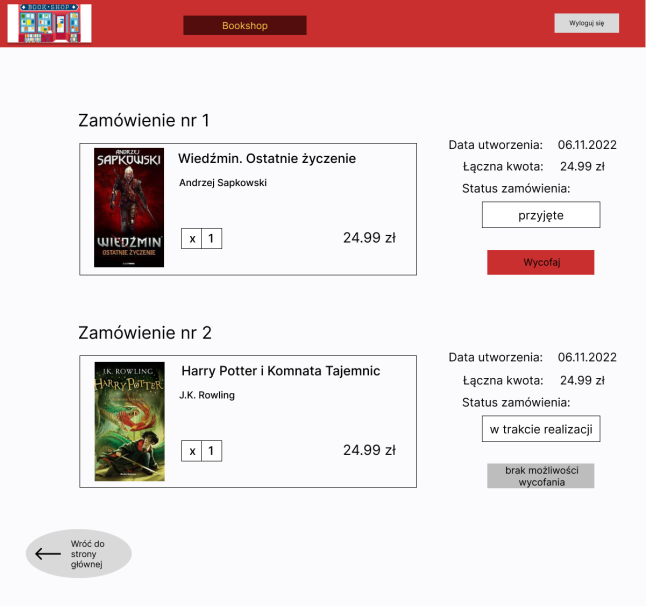 BOOK • SHOP
Bookshop
Wyloguj się
Zamówienie nr 1
ANDRZEJ
SAPKOWSKI
WIEDŹMIN
OSTATNIE ŻYCZENIE
Wiedźmin. Ostatnie życzenie
Andrzej Sapkowski
x 1
24.99 zł
Data utworzenia: 06.11.2022
Łączna kwota: 24.99 zł
Status zamówienia:
przyjęte
Wycofaj
Zamówienie nr 2
J.K. ROWLING
HARRY POTTER
Harry Potter i Komnata Tajemnic
J.K. Rowling
x 1
24.99 zł
Data utworzenia: 06.11.2022
Łączna kwota: 24.99 zł
Status zamówienia:
w trakcie realizacji
brak możliwości
wycofania
Wróć do
strony
głównej